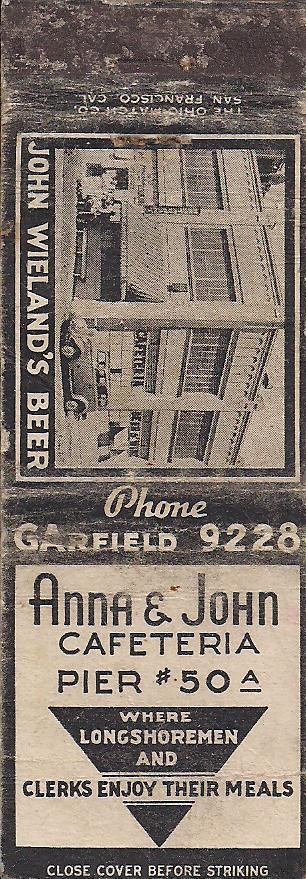 THE OHIO MATCH CO.
SAN FRANCISCO, CAL
JOHN WIELAND'S BEER
CAFETERIA
Phone
GARFIELD 9228
ANNA & JOHN
CAFETERIA
PIER #50A
WHERE
LONGSHOREMEN
AND
CLERKS ENJOY THEIR MEALS
CLOSE COVER BEFORE STRIKING